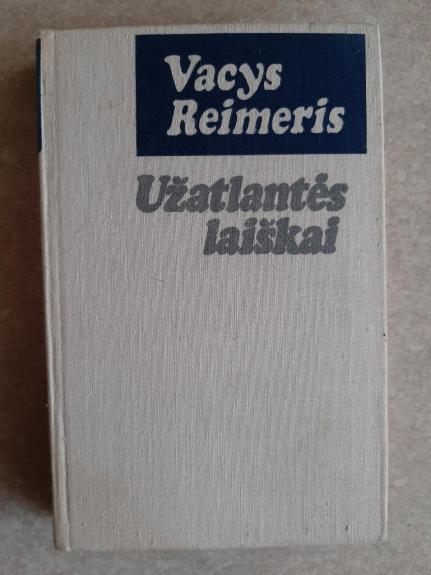 Vacys
Reimeris
Užatlantės
laiškai